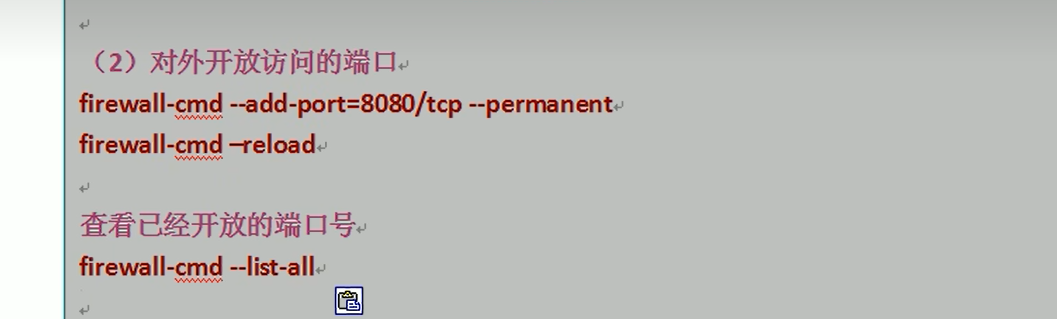 （2）对外开放访问的端口
firewall-cmd --add-port=8080/tcp --permanent
firewall-cmd –reload
查看已经开放的端口号
firewall-cmd --list-all